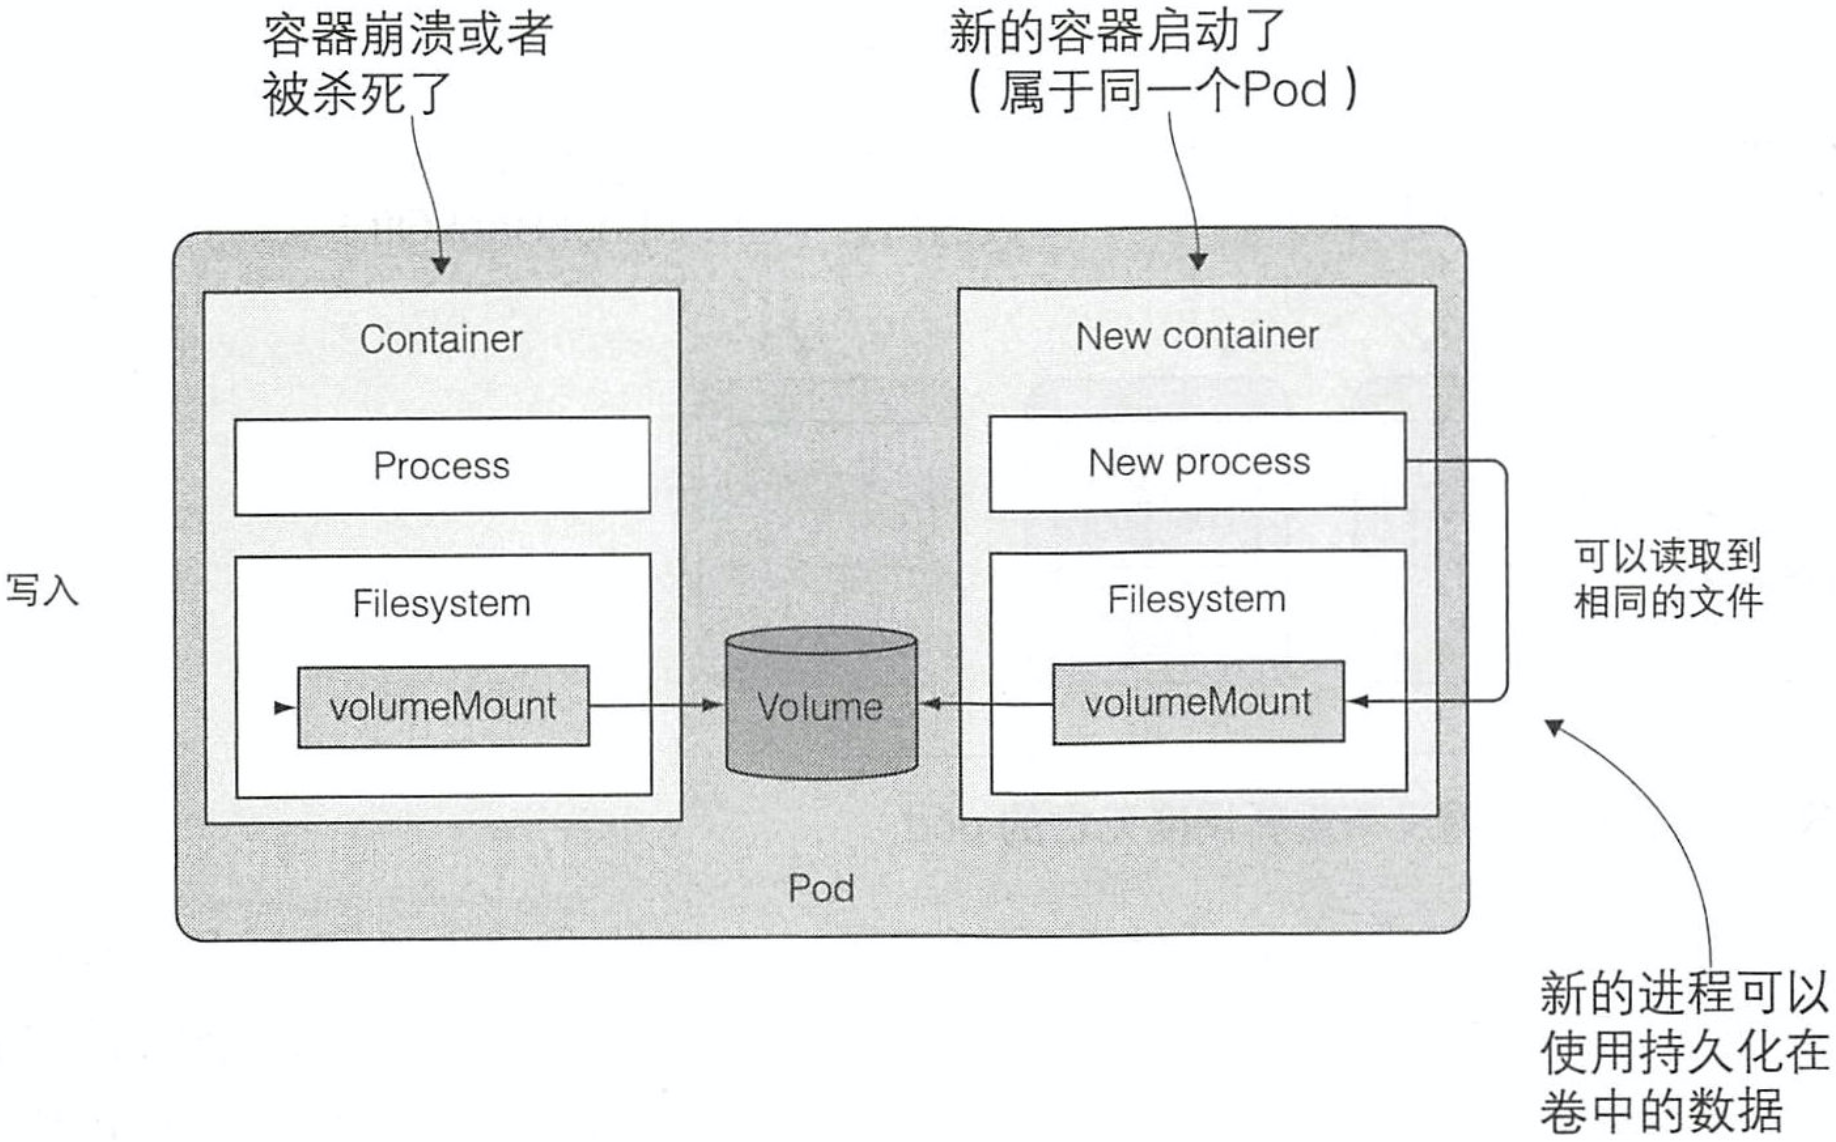 容器崩溃或者
被杀死了
新的容器启动了
（属于同一个Pod）
Container
New container
Process
New process
写入
Filesystem
Filesystem
可以读取到
相同的文件
volumeMount
Volume
volumeMount
Pod
新的进程可以
使用持久化在
卷中的数据